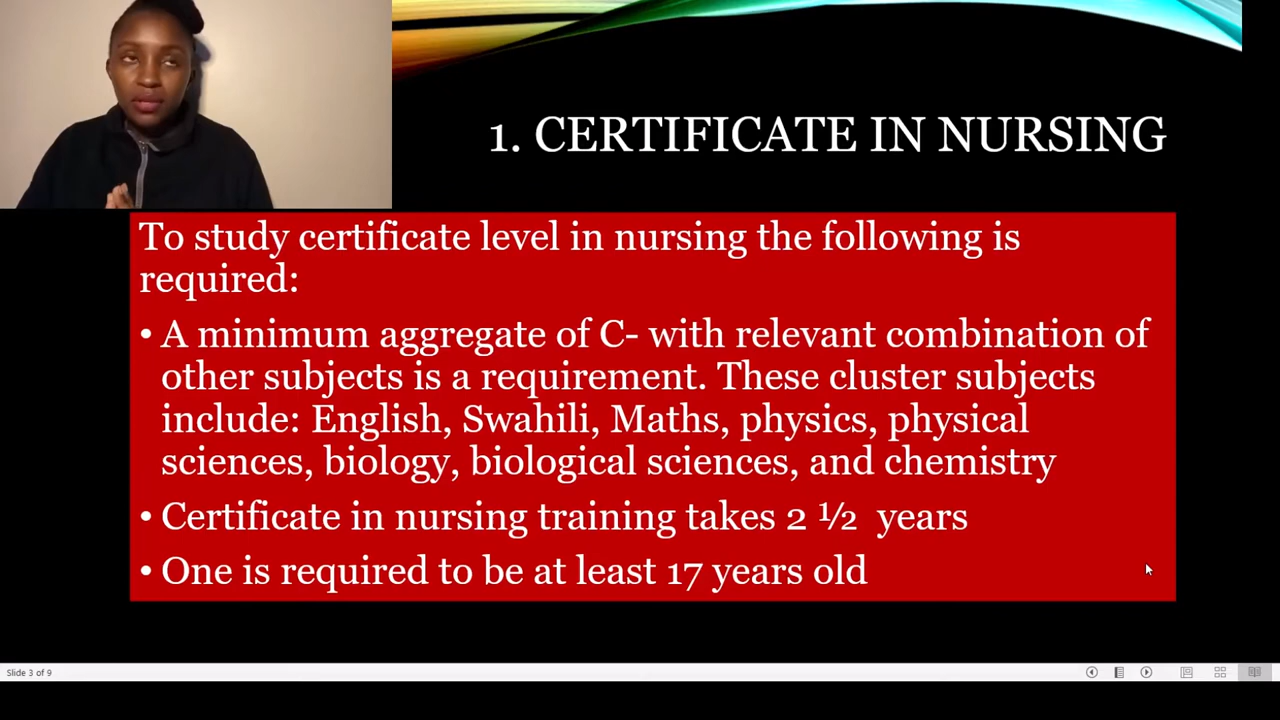 1. CERTIFICATE IN NURSING
To study certificate level in nursing the following is
required:
• A minimum aggregate of C- with relevant combination of
other subjects is a requirement. These cluster subjects
include: English, Swahili, Maths, physics, physical
sciences, biology, biological sciences, and chemistry
• Certificate in nursing training takes 2 ½ years
• One is required to be at least 17 years old
Slide 3 of 9